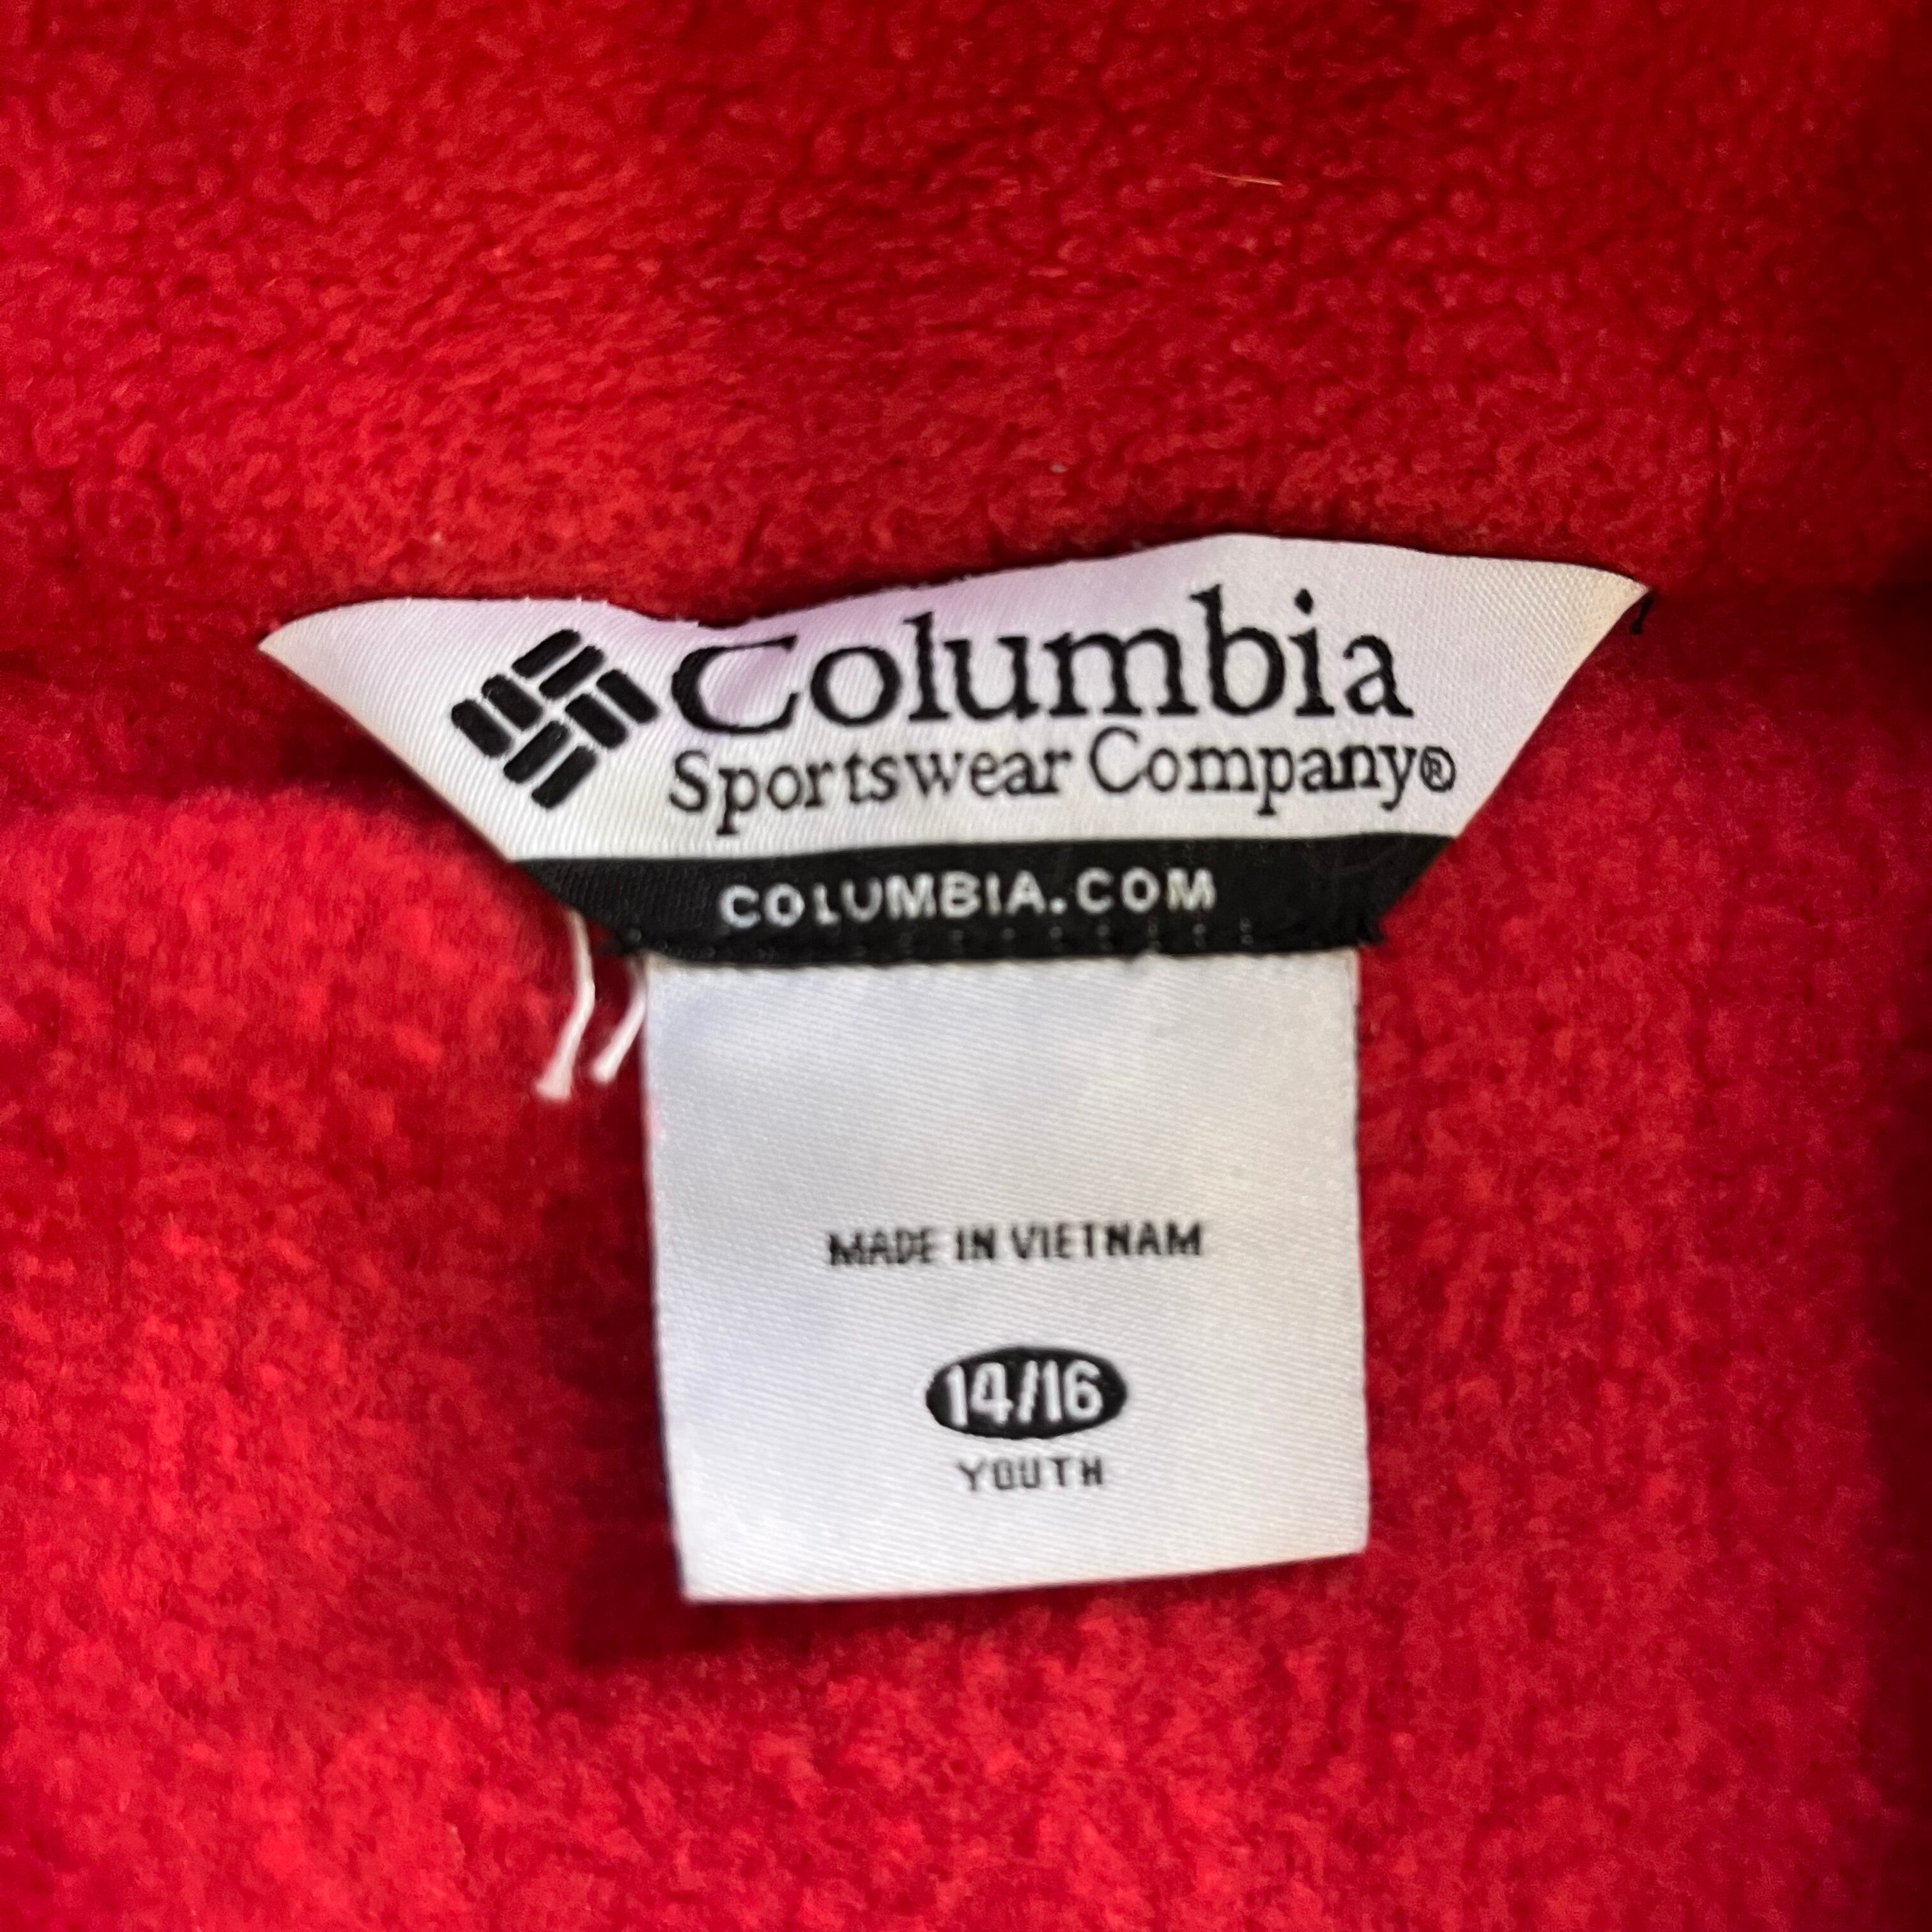 Columbia
Sportswear Company®
COLUMBIA.COM
MADE IN VIETNAM
14/16
YOUTH